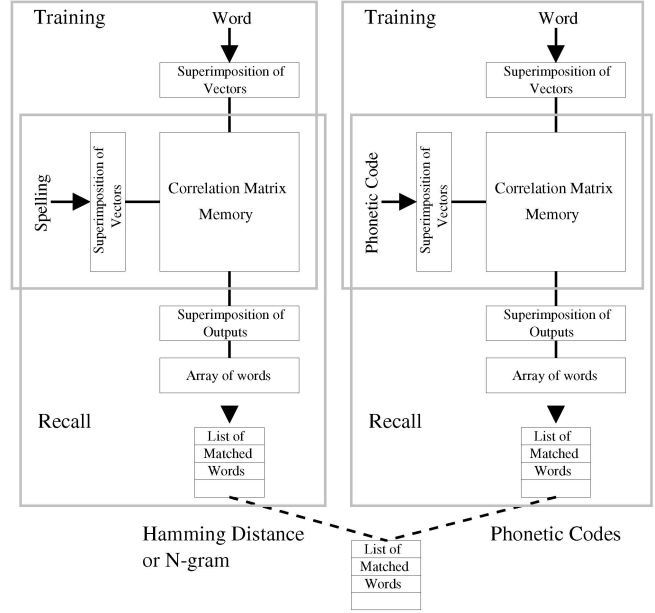 Training
Word
Superimposition of
Vectors
Spelling
Superimposition of
Vectors
Correlation Matrix
Memory
Superimposition of
Outputs
Array of words
Recall
List of
Matched
Words
Hamming Distance
or N-gram
Training
Word
Superimposition of
Vectors
Phonetic Code
Superimposition of
Vectors
Correlation Matrix
Memory
Superimposition of
Outputs
Array of words
Recall
List of
Matched
Words
Phonetic Codes
List of
Matched
Words